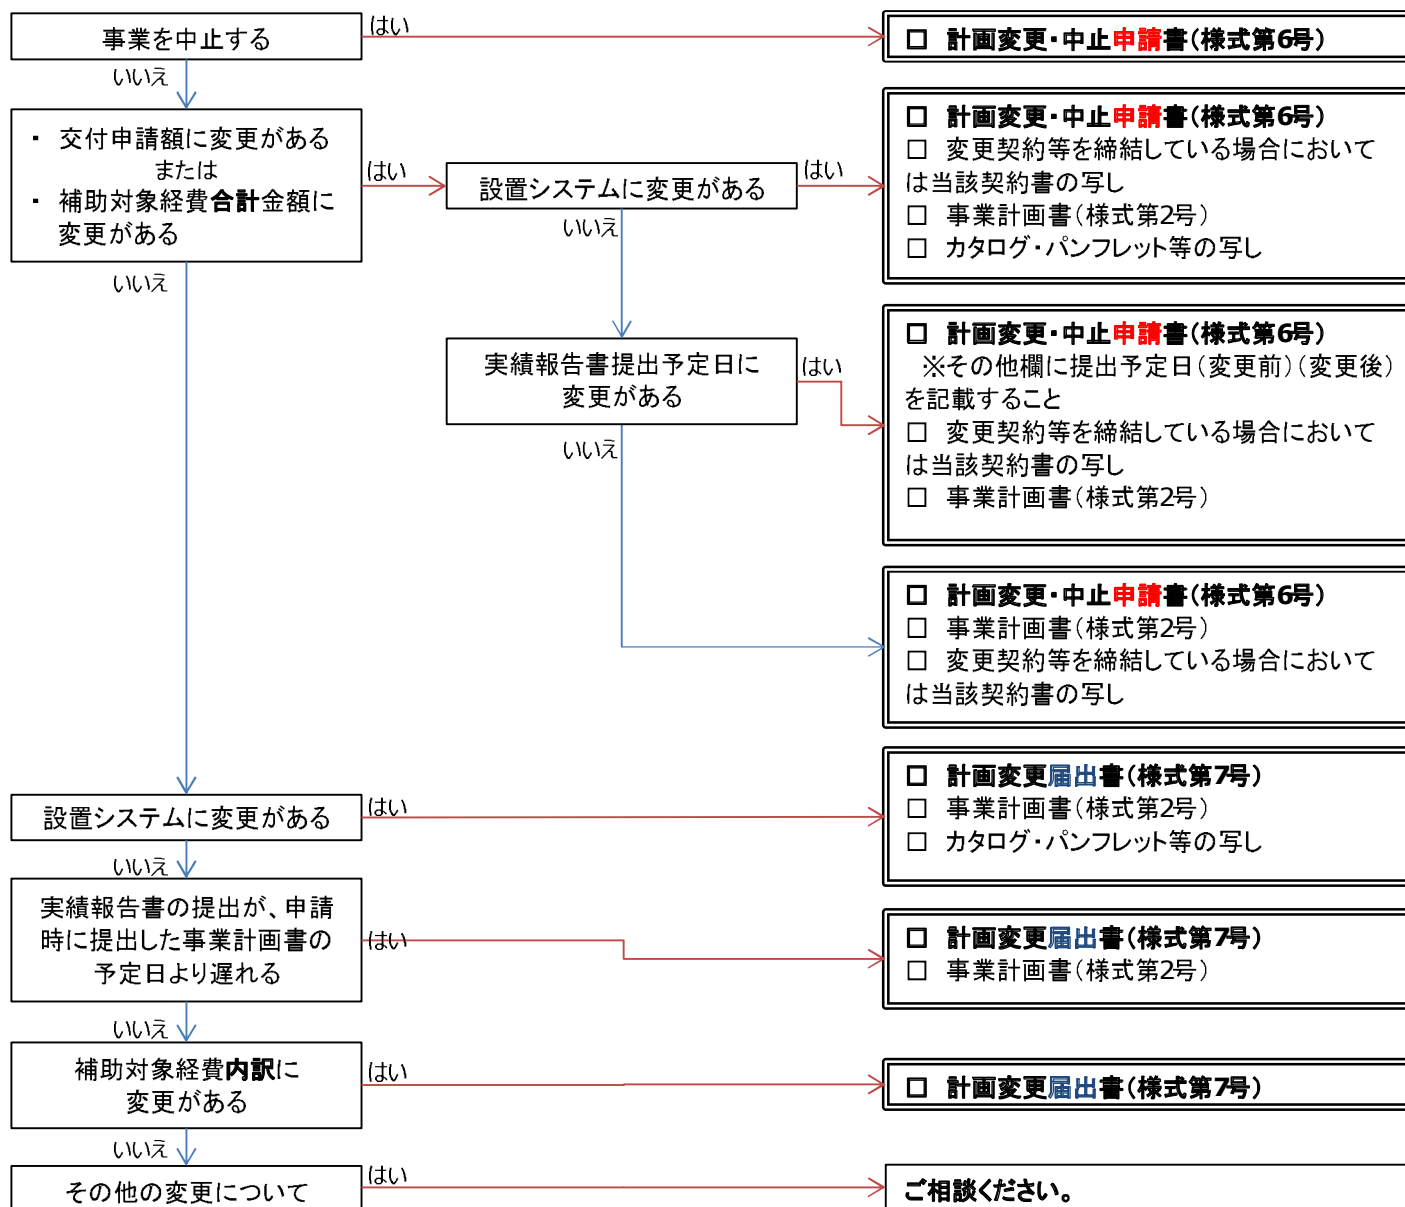 事業を中止する
はい
□ 計画変更・中止申請書(様式第6号)
いいえ
・ 交付申請額に変更がある
または
・ 補助対象経費合計金額に
変更がある
はい
設置システムに変更がある
はい
□ 計画変更・中止申請書(様式第6号)
□ 変更契約等を締結している場合において
は当該契約書の写し
□ 事業計画書(様式第2号)
□ カタログ・パンフレット等の写し
いいえ
いいえ
実績報告書提出予定日に
変更がある
はい
□ 計画変更・中止申請書(様式第6号)
※その他欄に提出予定日(変更前)(変更後)
を記載すること
□ 変更契約等を締結している場合において
は当該契約書の写し
□ 事業計画書(様式第2号)
いいえ
□ 計画変更・中止申請書(様式第6号)
□ 事業計画書(様式第2号)
□ 変更契約等を締結している場合において
は当該契約書の写し
設置システムに変更がある
はい
□ 計画変更届出書(様式第7号)
□ 事業計画書(様式第2号)
□ カタログ・パンフレット等の写し
いいえ
実績報告書の提出が、申請
時に提出した事業計画書の
予定日より遅れる
はい
□ 計画変更届出書(様式第7号)
□ 事業計画書(様式第2号)
いいえ
補助対象経費内訳に
変更がある
はい
□ 計画変更届出書(様式第7号)
いいえ
その他の変更について
はい
ご相談ください。